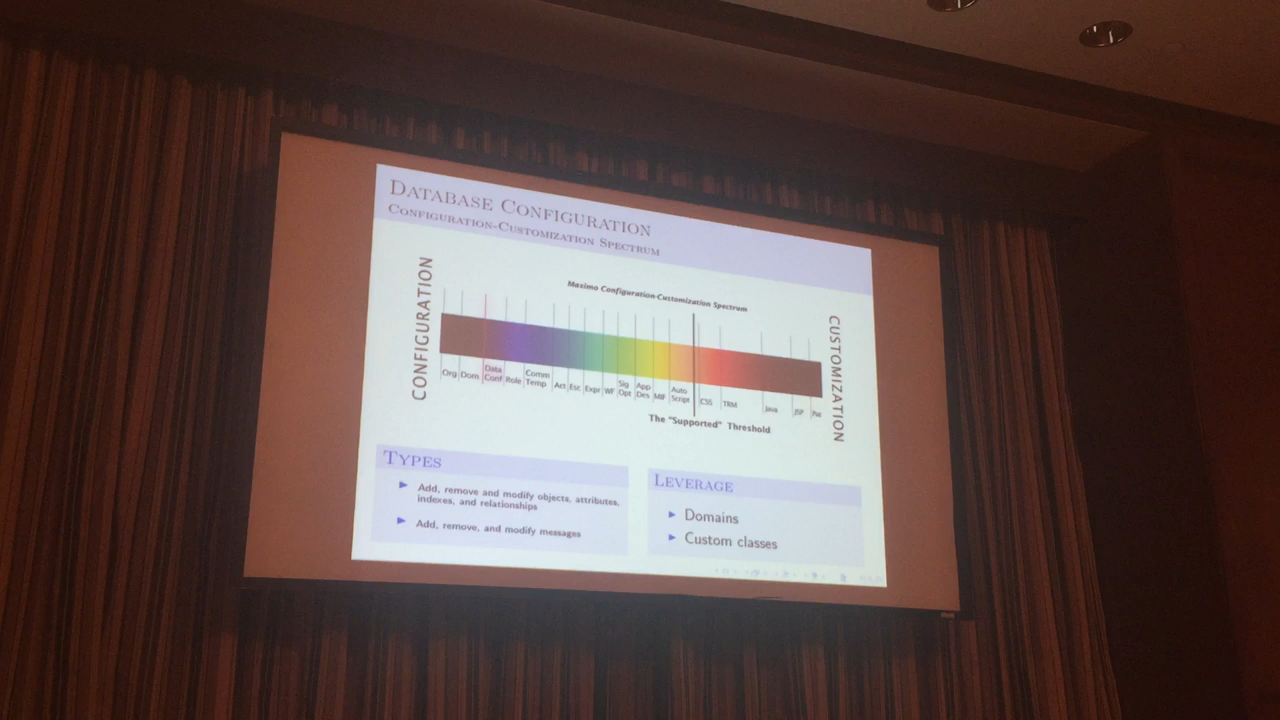 DATABASE CONFIGURATION
CONFIGURATION-CUSTOMIZATION SPECTRUM
Maximo Configuration-Customization Spectrum
CONFIGURATION
CUSTOMIZATION
Org Dom Data Conf Role Comm Temp Act Esc Expr WF Sig Opt App Des MIF Auto Script CSS TRM Java JSP
The "Supported" Threshold
TYPES
Add, remove and modify objects, attributes,
indexes, and relationships
Add, remove, and modify messages
LEVERAGE
Domains
Custom classes